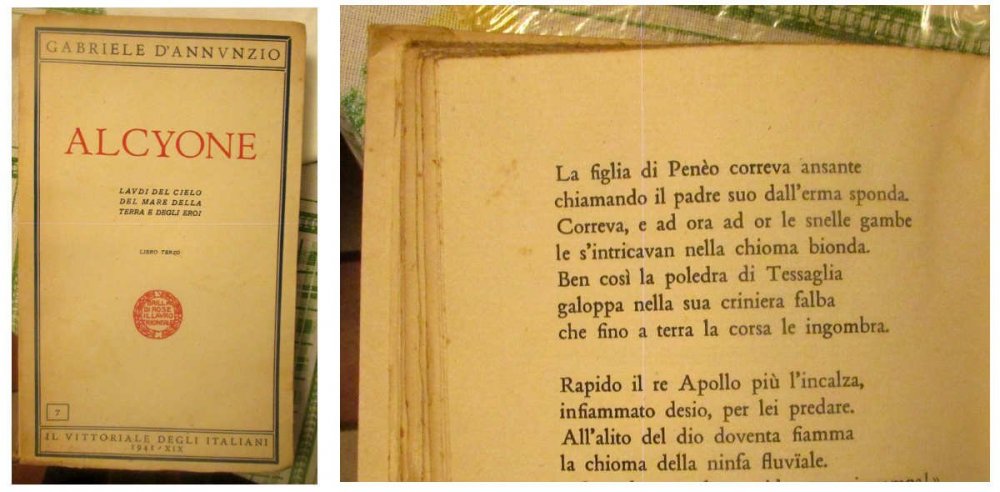 GABRIELE D'ANNVNZIO
ALCYONE
LAVDI DEL CIELO
DEL MARE DELLA
TERRA E DEGLI EROI
LIBRO TERZO
7
IL VITTORIALE DEGLI ITALIANI
1941 · XIX
La figlia di Penèo correva ansante
chiamando il padre suo dall'erma sponda.
Correva, e ad ora ad or le snelle gambe
le s'intricavan nella chioma bionda.
Ben così la poledra di Tessaglia
galoppa nella sua criniera falba
che fino a terra la corsa le ingombra.
Rapido il re Apollo più l'incalza,
infiammato desio, per lei predare.
All'alito del dio doventa fiamma
la chioma della ninfa fluvïale.